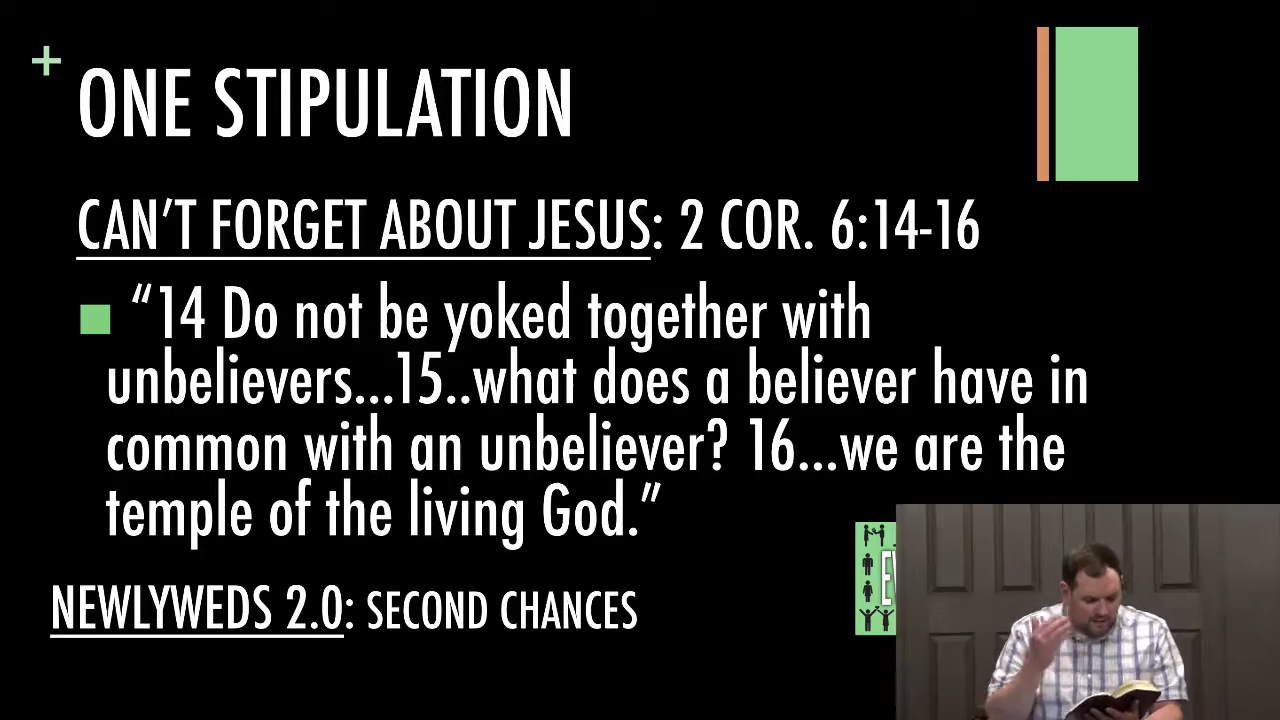 +
ONE STIPULATION
CAN'T FORGET ABOUT JESUS: 2 COR. 6:14-16
“14 Do not be yoked together with
unbelievers...15..what does a believer have in
common with an unbeliever? 16...we are the
temple of the living God.”
NEWLYWEDS 2.0: SECOND CHANCES